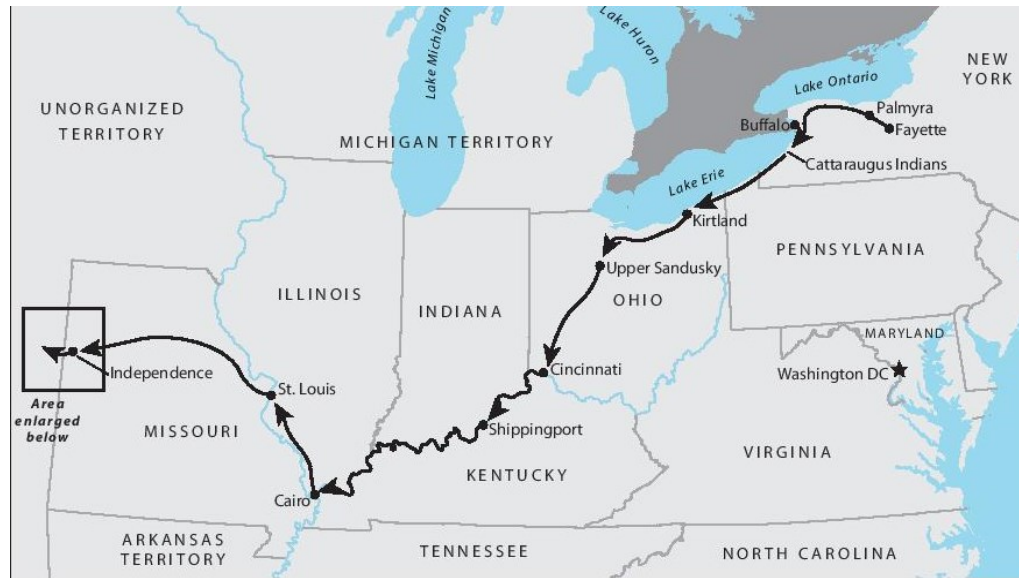 Lake Michigan
Lake Huron
NEW
YORK
Lake Ontario
UNORGANIZED
TERRITORY
Palmyra
Buffalo
Fayette
MICHIGAN TERRITORY
Cattaraugus Indians
Lake Erie
Kirtland
PENNSYLVANIA
Upper Sandusky
ILLINOIS
OHIO
INDIANA
MARYLAND
Independence
Cincinnati
Washington DC
St. Louis
Area
enlarged
below
MISSOURI
Shippingport
VIRGINIA
KENTUCKY
Cairo
ARKANSAS
TERRITORY
TENNESSEE
NORTH CAROLINA